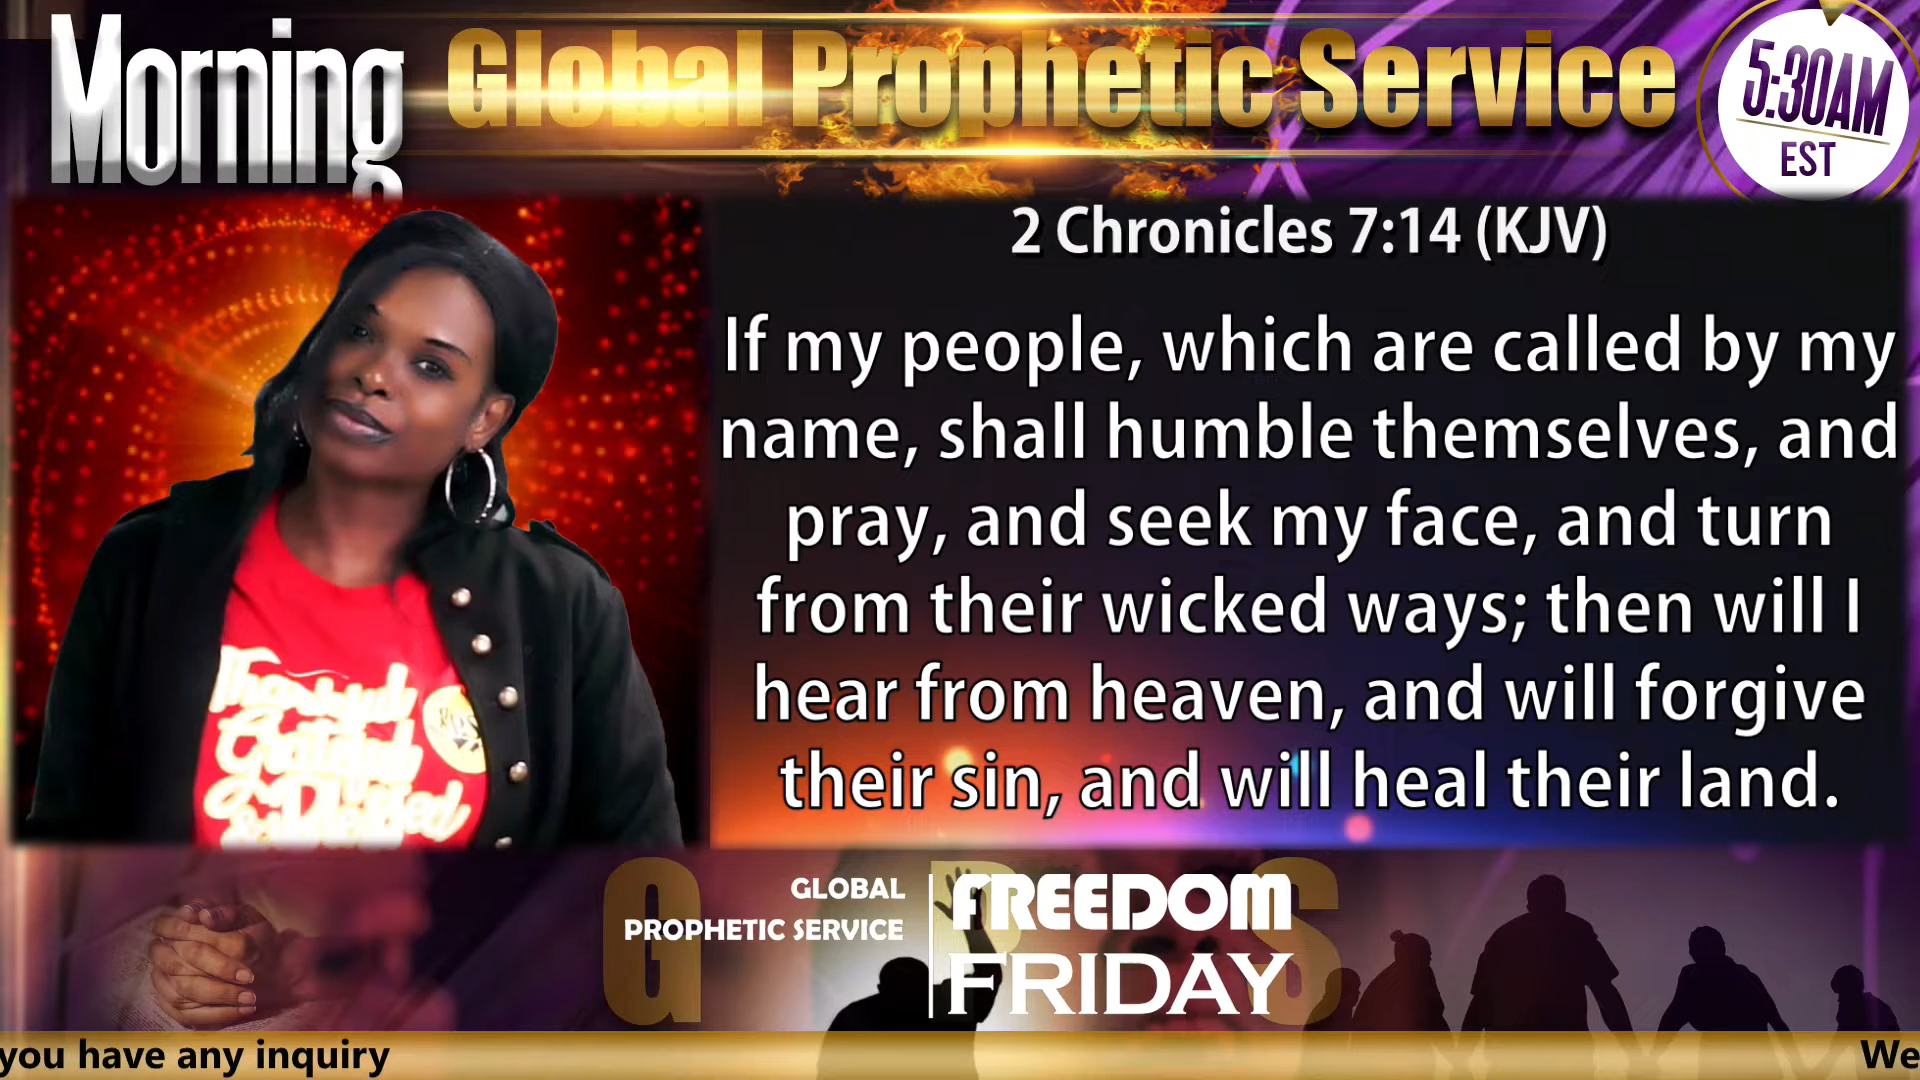 Morning
Global Prophetic Service
5:30AM
EST
2 Chronicles 7:14 (KJV)
If my people, which are called by my
name, shall humble themselves, and
pray, and seek my face, and turn
from their wicked ways; then will I
hear from heaven, and will forgive
their sin, and will heal their land.
Thankful
Grateful
& Blessed
G P S
GLOBAL
PROPHETIC SERVICE
FREEDOM
FRIDAY
you have any inquiry
We